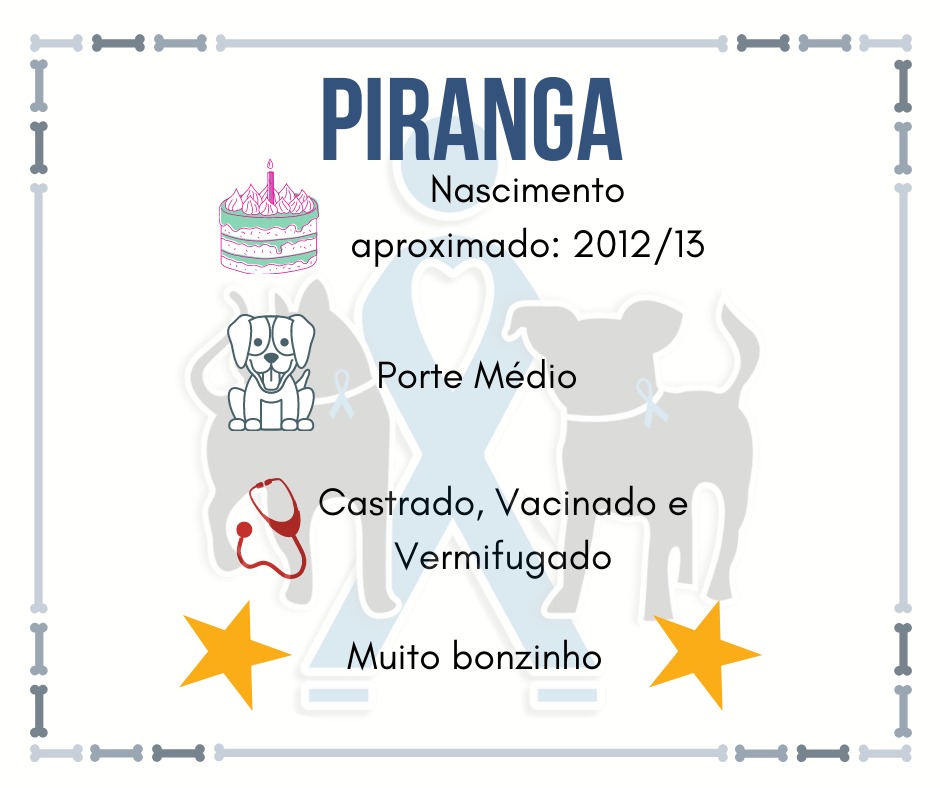 PIRANGA
Nascimento
aproximado: 2012/13
Porte Médio
Castrado, Vacinado e
Vermifugado
Muito bonzinho